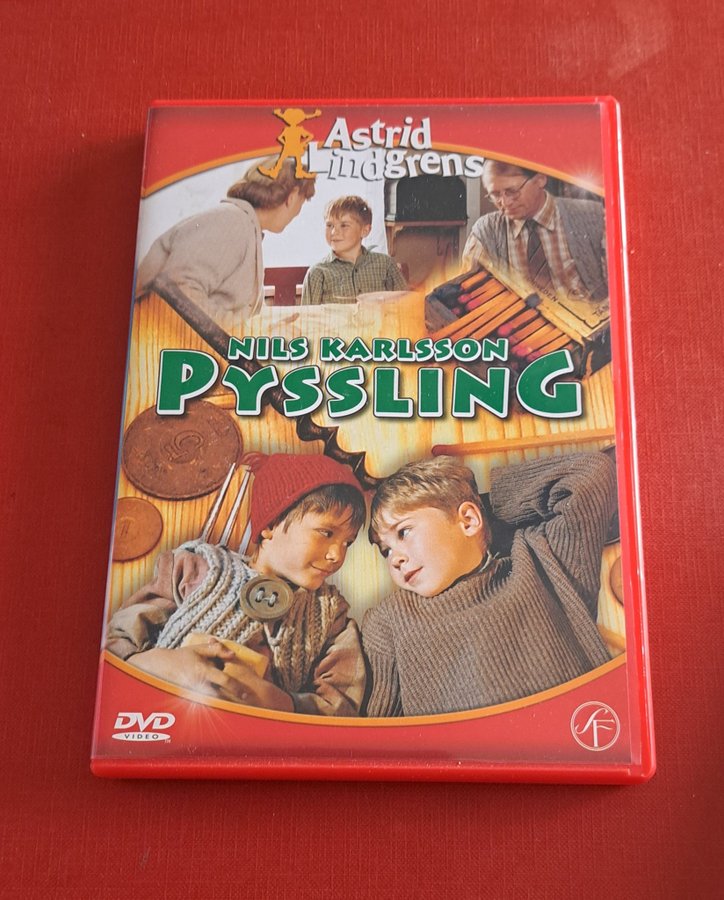 Astrid
Lindgrens
NILS KARLSSON
PYSSLING
DVD
VIDEO
SF